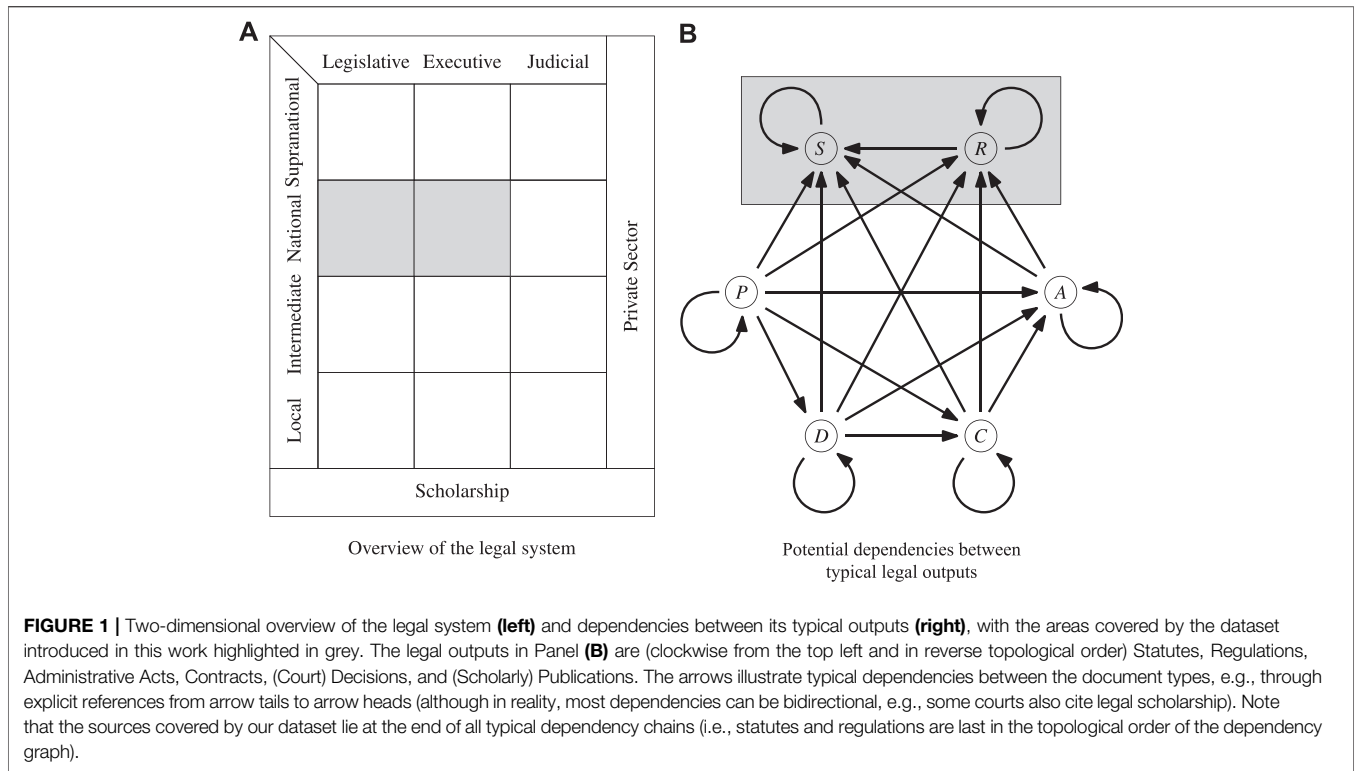 A
Legislative Executive Judicial
Supranational
National
Intermediate
Local
Private Sector
Scholarship
Overview of the legal system
B
S
R
P
A
D
C
Potential dependencies between
typical legal outputs
FIGURE 1 | Two-dimensional overview of the legal system (left) and dependencies between its typical outputs (right), with the areas covered by the dataset
introduced in this work highlighted in grey. The legal outputs in Panel (B) are (clockwise from the top left and in reverse topological order) Statutes, Regulations,
Administrative Acts, Contracts, (Court) Decisions, and (Scholarly) Publications. The arrows illustrate typical dependencies between the document types, e.g., through
explicit references from arrow tails to arrow heads (although in reality, most dependencies can be bidirectional, e.g., some courts also cite legal scholarship). Note
that the sources covered by our dataset lie at the end of all typical dependency chains (i.e., statutes and regulations are last in the topological order of the dependency
graph).